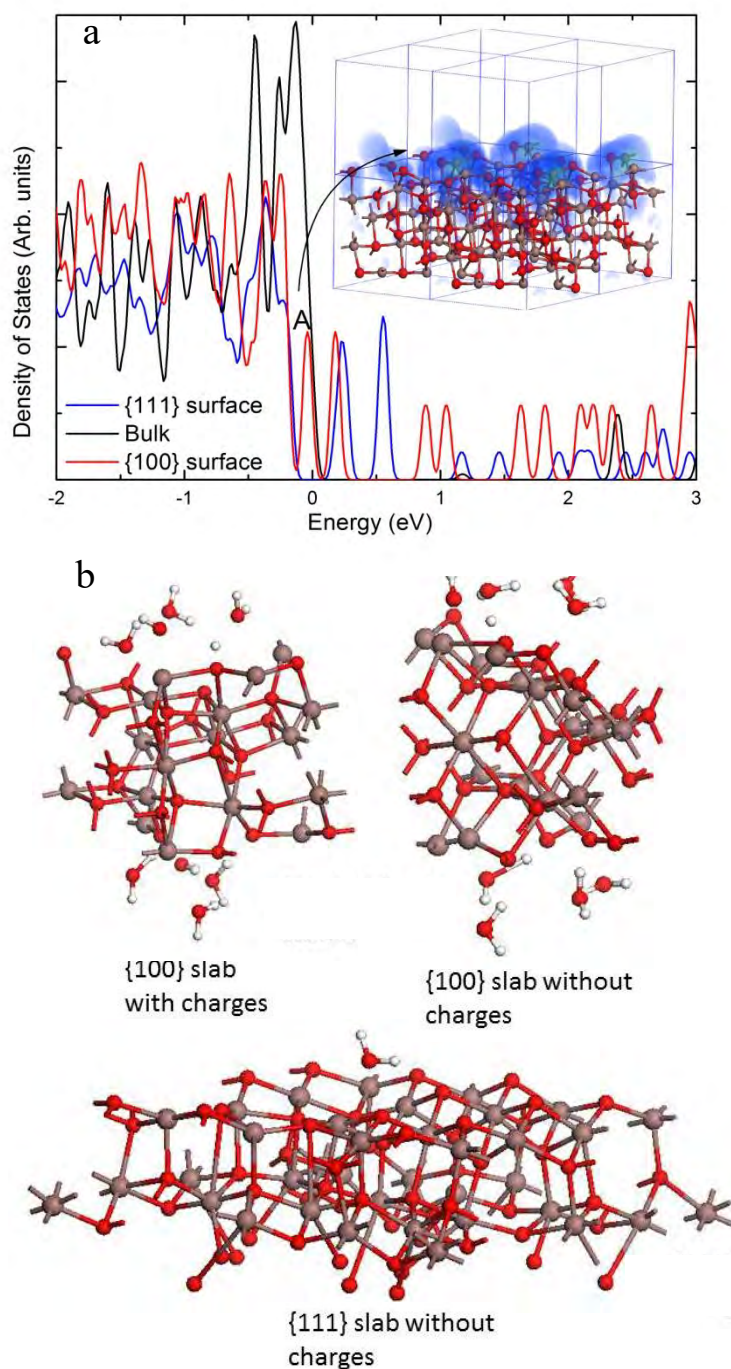 a
Density of States (Arb. units)
A
{111} surface
Bulk
{100} surface
-2
-1
0
1
2
3
Energy (eV)
b
{100} slab
with charges
{100} slab without
charges
{111} slab without
charges